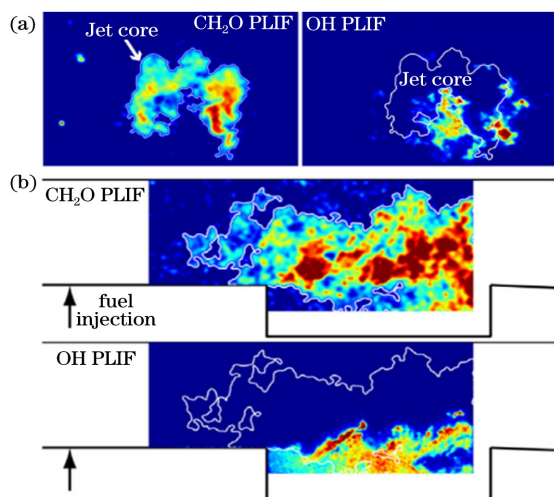 (a)
CH₂O PLIF
Jet core
OH PLIF
Jet core
(b)
CH₂O PLIF
fuel
injection
OH PLIF